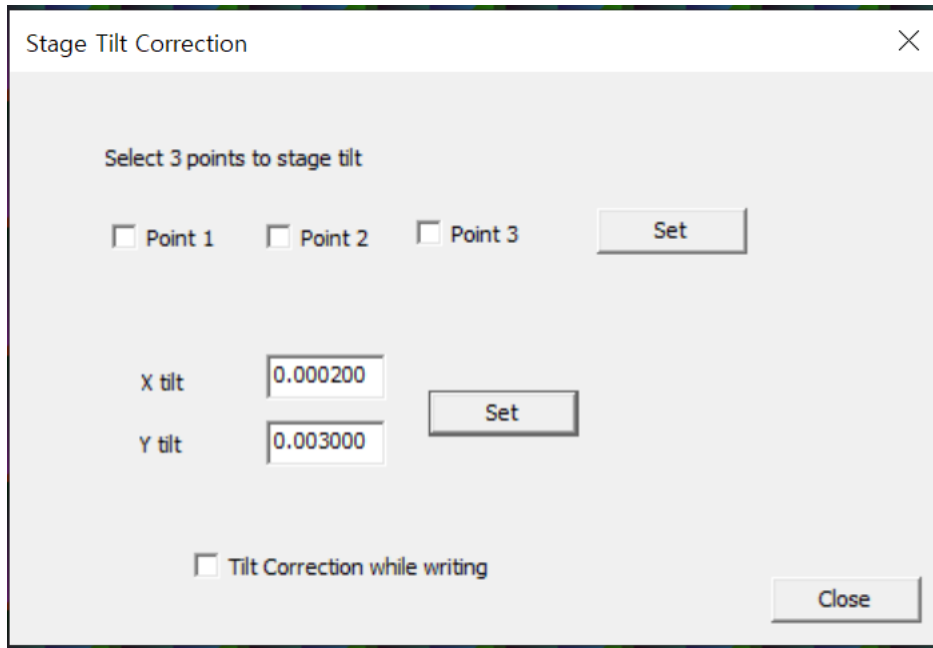 Stage Tilt Correction
Select 3 points to stage tilt
Point 1 Point 2 Point 3 Set
X tilt 0.000200
Set
Y tilt 0.003000
Tilt Correction while writing
Close